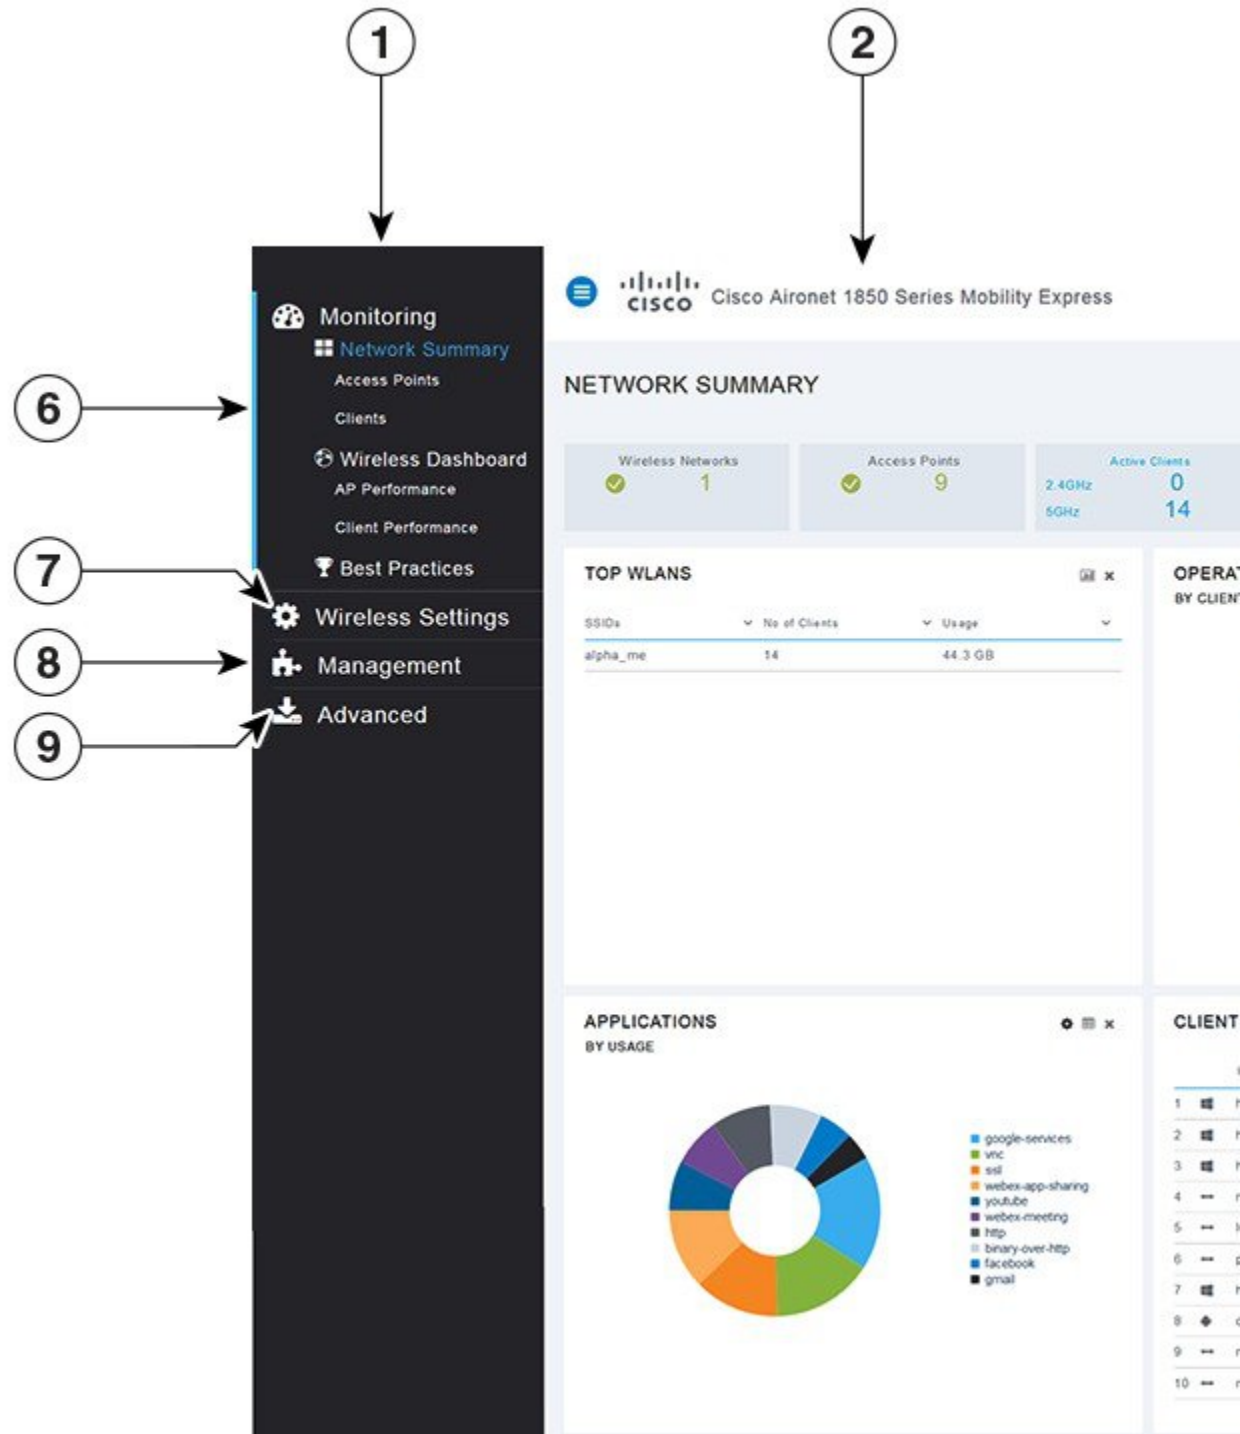 1
2
6
7
8
9
Monitoring
Network Summary
Access Points
Clients
Wireless Dashboard
AP Performance
Client Performance
Best Practices
Wireless Settings
Management
Advanced
CISCO Cisco Aironet 1850 Series Mobility Express
NETWORK SUMMARY
Wireless Networks
1
Access Points
9
Active Clients
2.4GHz 0
5GHz 14
TOP WLANS
SSIDs No of Clients Usage
alpha_me 14 44.3 GB
OPERAT
BY CLIENT
APPLICATIONS
BY USAGE
google-services
vnc
ssl
webex-app-sharing
youtube
webex-meeting
http
binary-over-http
facebook
gmail
CLIENT
1
2
3
4
5
6
7
8
9
10